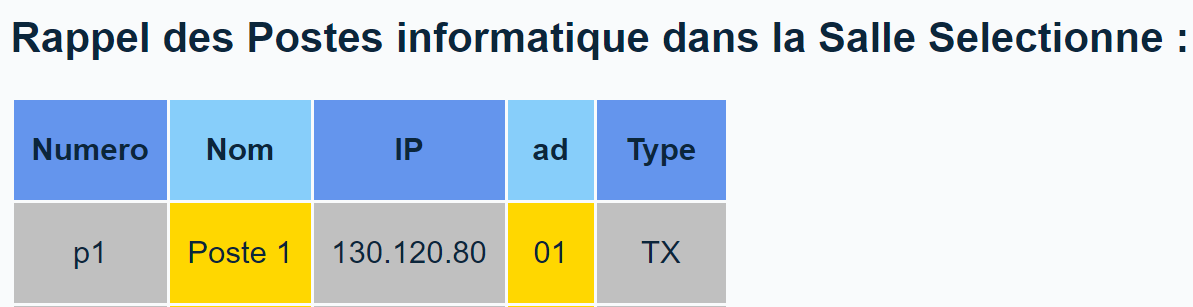 Rappel des Postes informatique dans la Salle Selectionne :
Numero Nom IP ad Type
p1 Poste 1 130.120.80 01 TX